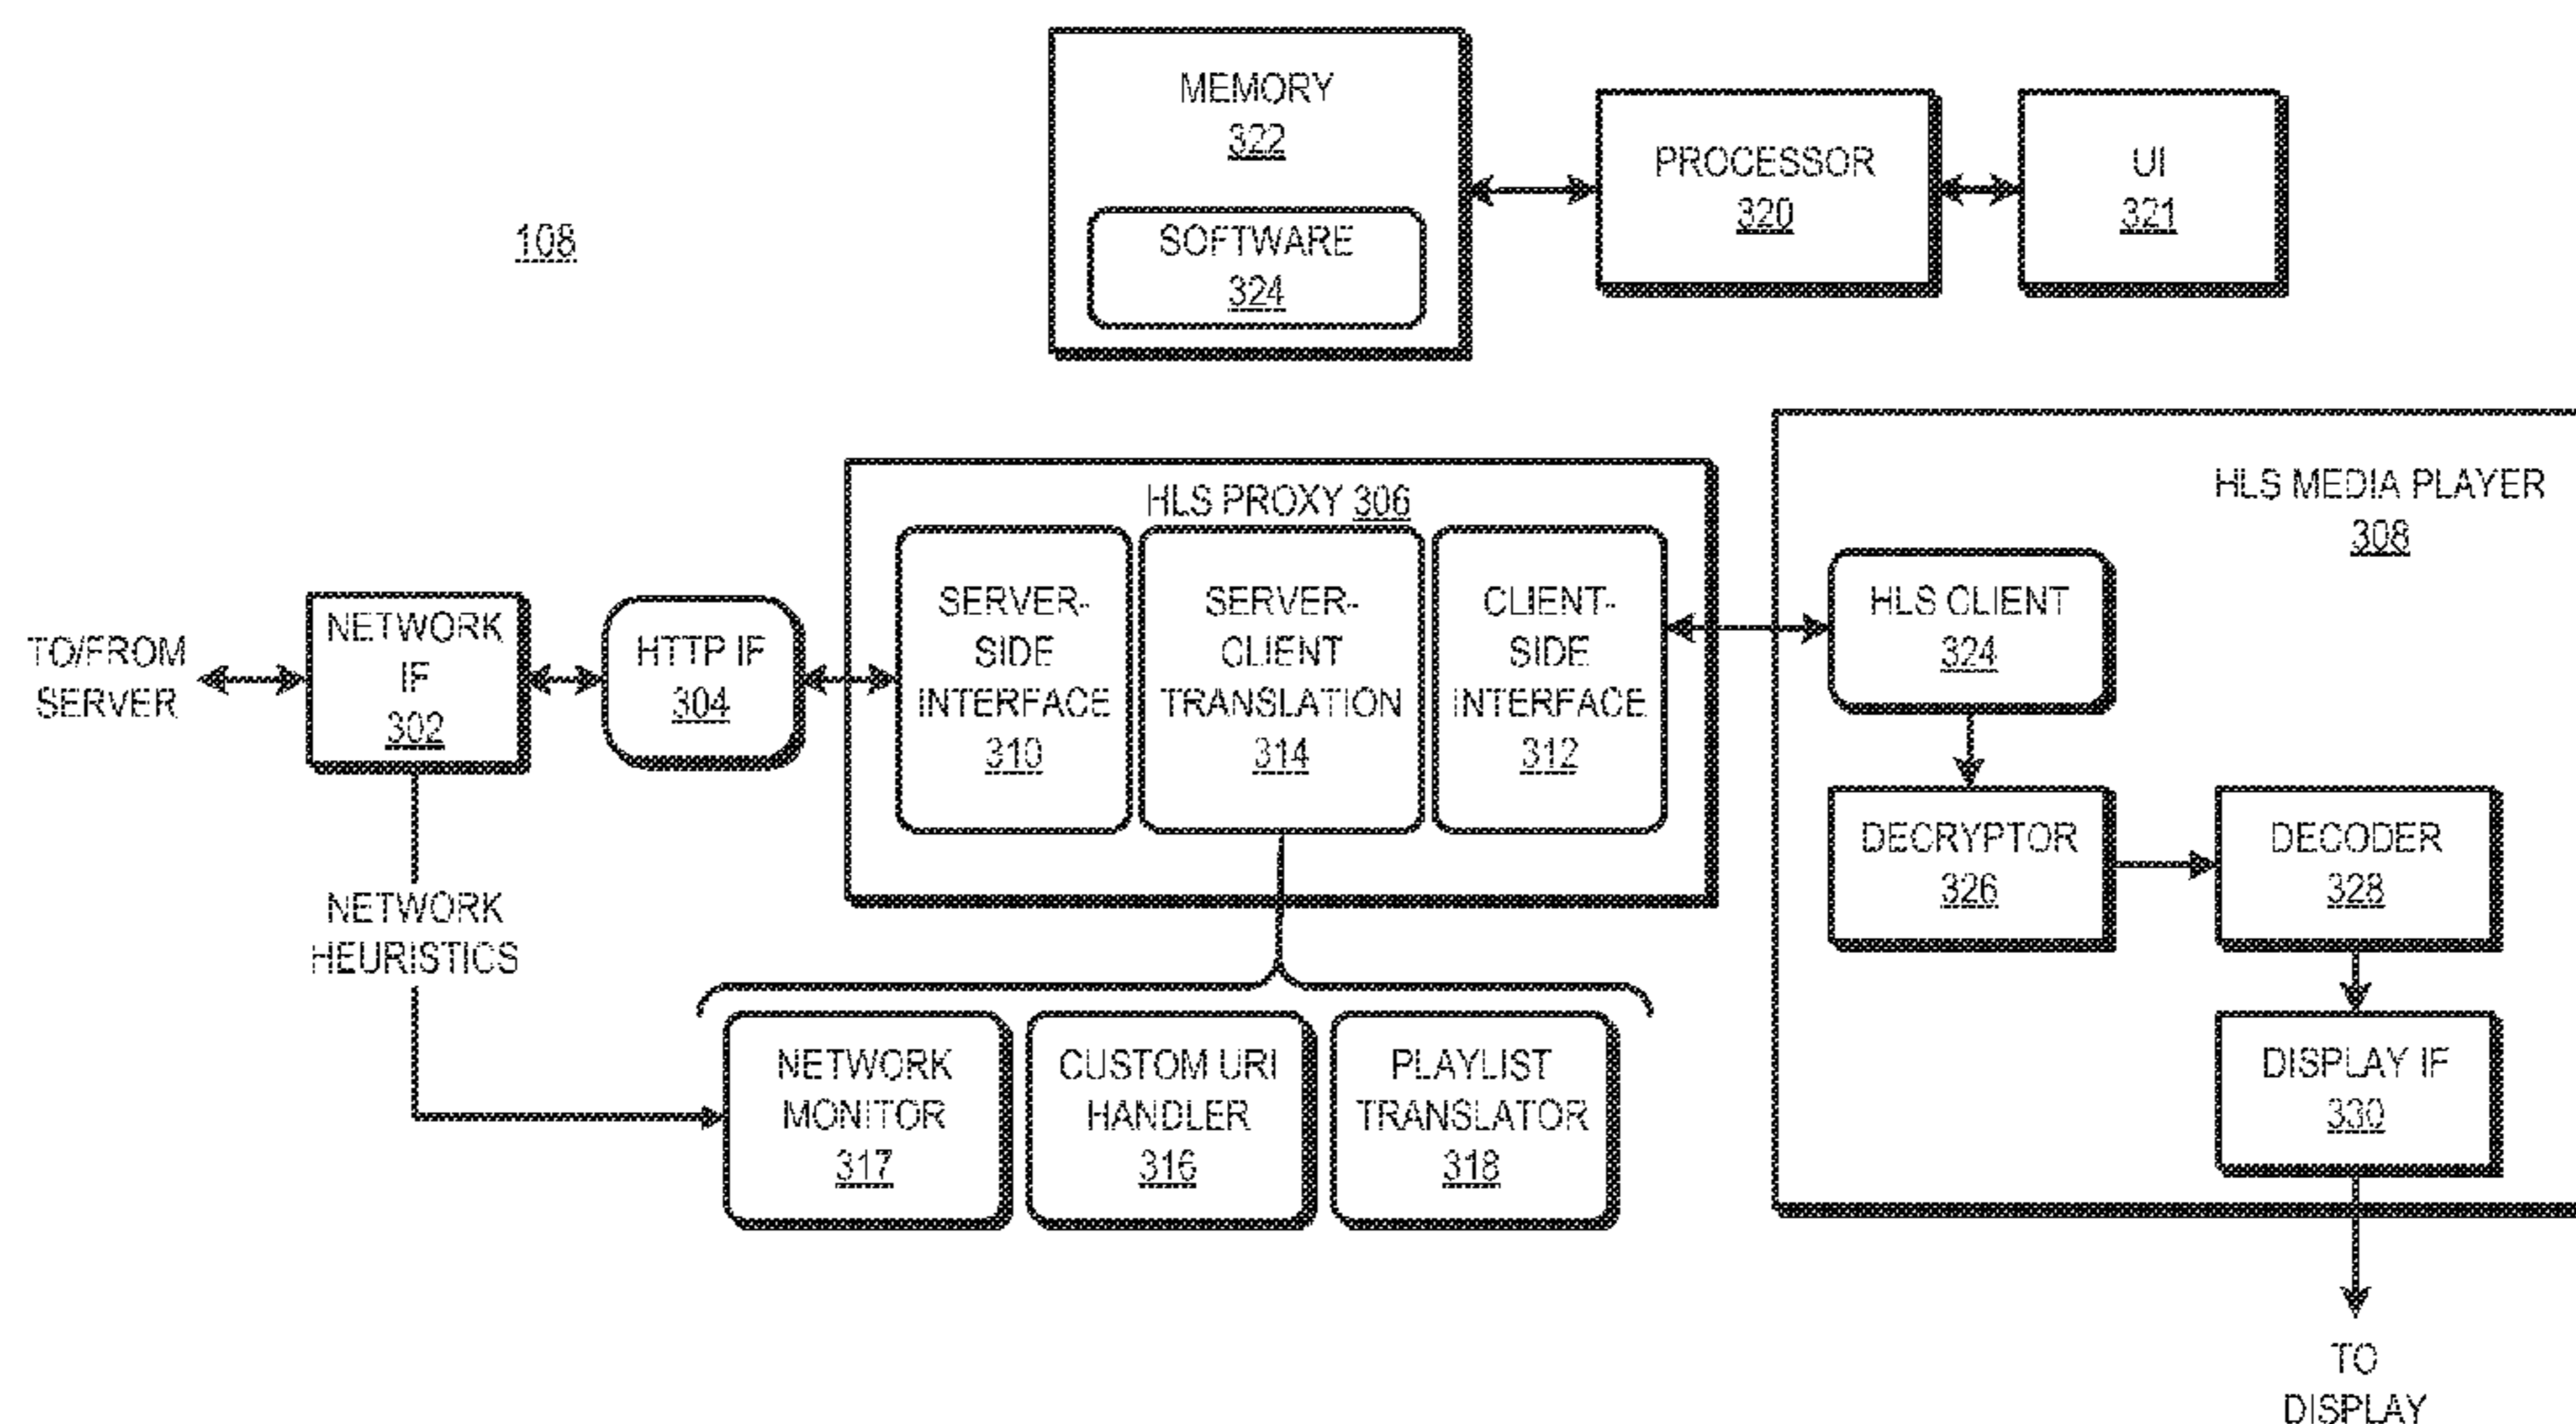 MEMORY
322
SOFTWARE
324
PROCESSOR
320
UI
321
108
HLS PROXY 306
SERVER-
SIDE
INTERFACE
310
SERVER-
CLIENT
TRANSLATION
314
CLIENT-
SIDE
INTERFACE
312
HLS MEDIA PLAYER
308
HLS CLIENT
324
TO/FROM
SERVER
NETWORK
IF
302
HTTP IF
304
DECRYPTOR
326
DECODER
328
NETWORK
HEURISTICS
NETWORK
MONITOR
317
CUSTOM URI
HANDLER
316
PLAYLIST
TRANSLATOR
318
DISPLAY IF
330
TO
DISPLAY